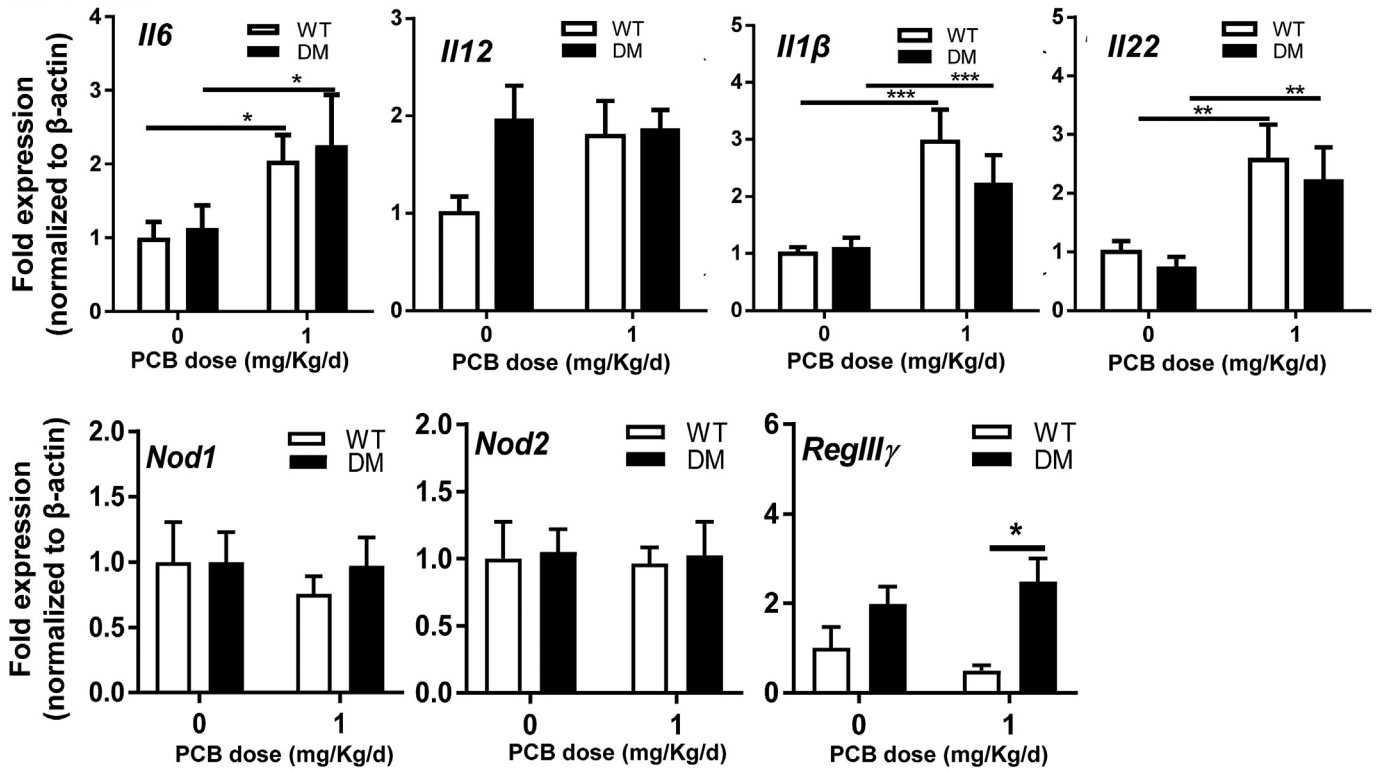 Fold expression
(normalized to β-actin)
Il6
WT
DM
*
*
4
3
2
1
0
0
1
PCB dose (mg/Kg/d)
Il12
WT
DM
3
2
1
0
0
1
PCB dose (mg/Kg/d)
Il1β
WT
DM
***
***
5
4
3
2
1
0
0
1
PCB dose (mg/Kg/d)
Il22
WT
DM
**
**
5
4
3
2
1
0
0
1
PCB dose (mg/Kg/d)
Fold expression
(normalized to β-actin)
Nod1
WT
DM
2.0
1.5
1.0
0.5
0.0
0
1
PCB dose (mg/Kg/d)
Nod2
WT
DM
2.0
1.5
1.0
0.5
0.0
0
1
PCB dose (mg/Kg/d)
RegIIIγ
WT
DM
*
6
4
2
0
0
1
PCB dose (mg/Kg/d)